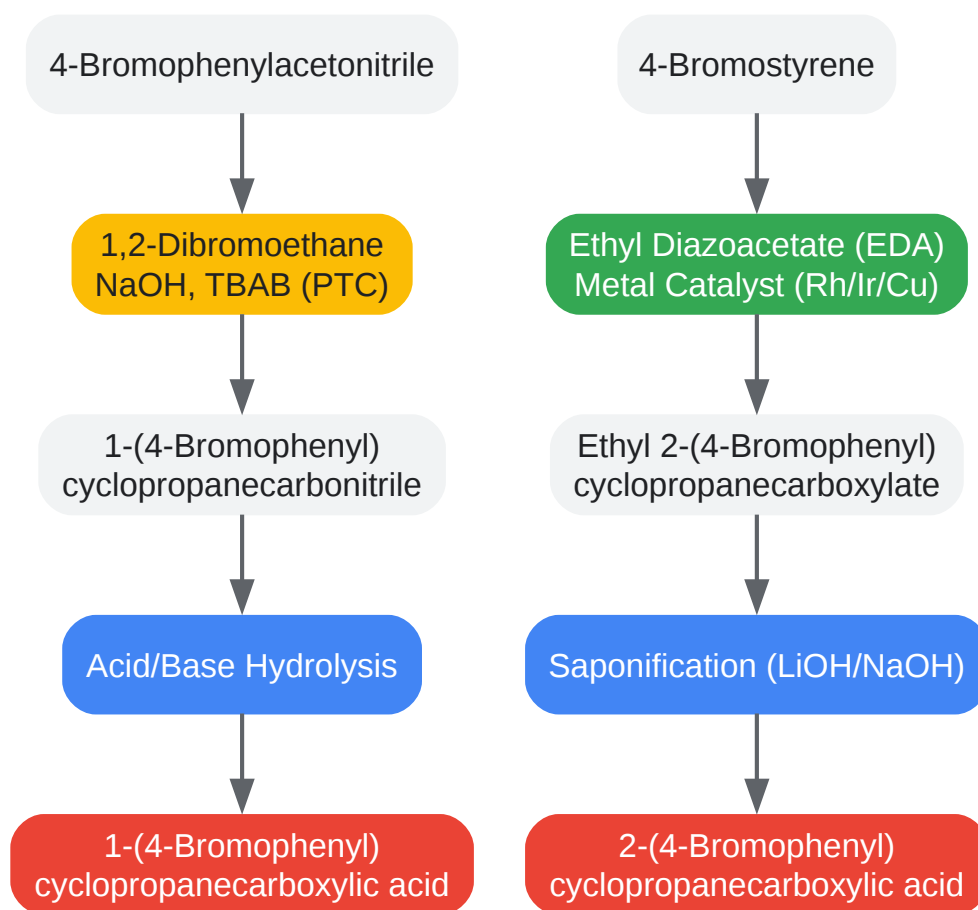 4-Bromophenylacetonitrile
4-Bromostyrene
1,2-Dibromoethane
NaOH, TBAB (PTC)
Ethyl Diazoacetate (EDA)
Metal Catalyst (Rh/Ir/Cu)
1-(4-Bromophenyl)
cyclopropanecarbonitrile
Ethyl 2-(4-Bromophenyl)
cyclopropanecarboxylate
Acid/Base Hydrolysis
Saponification (LiOH/NaOH)
1-(4-Bromophenyl)
cyclopropanecarboxylic acid
2-(4-Bromophenyl)
cyclopropanecarboxylic acid